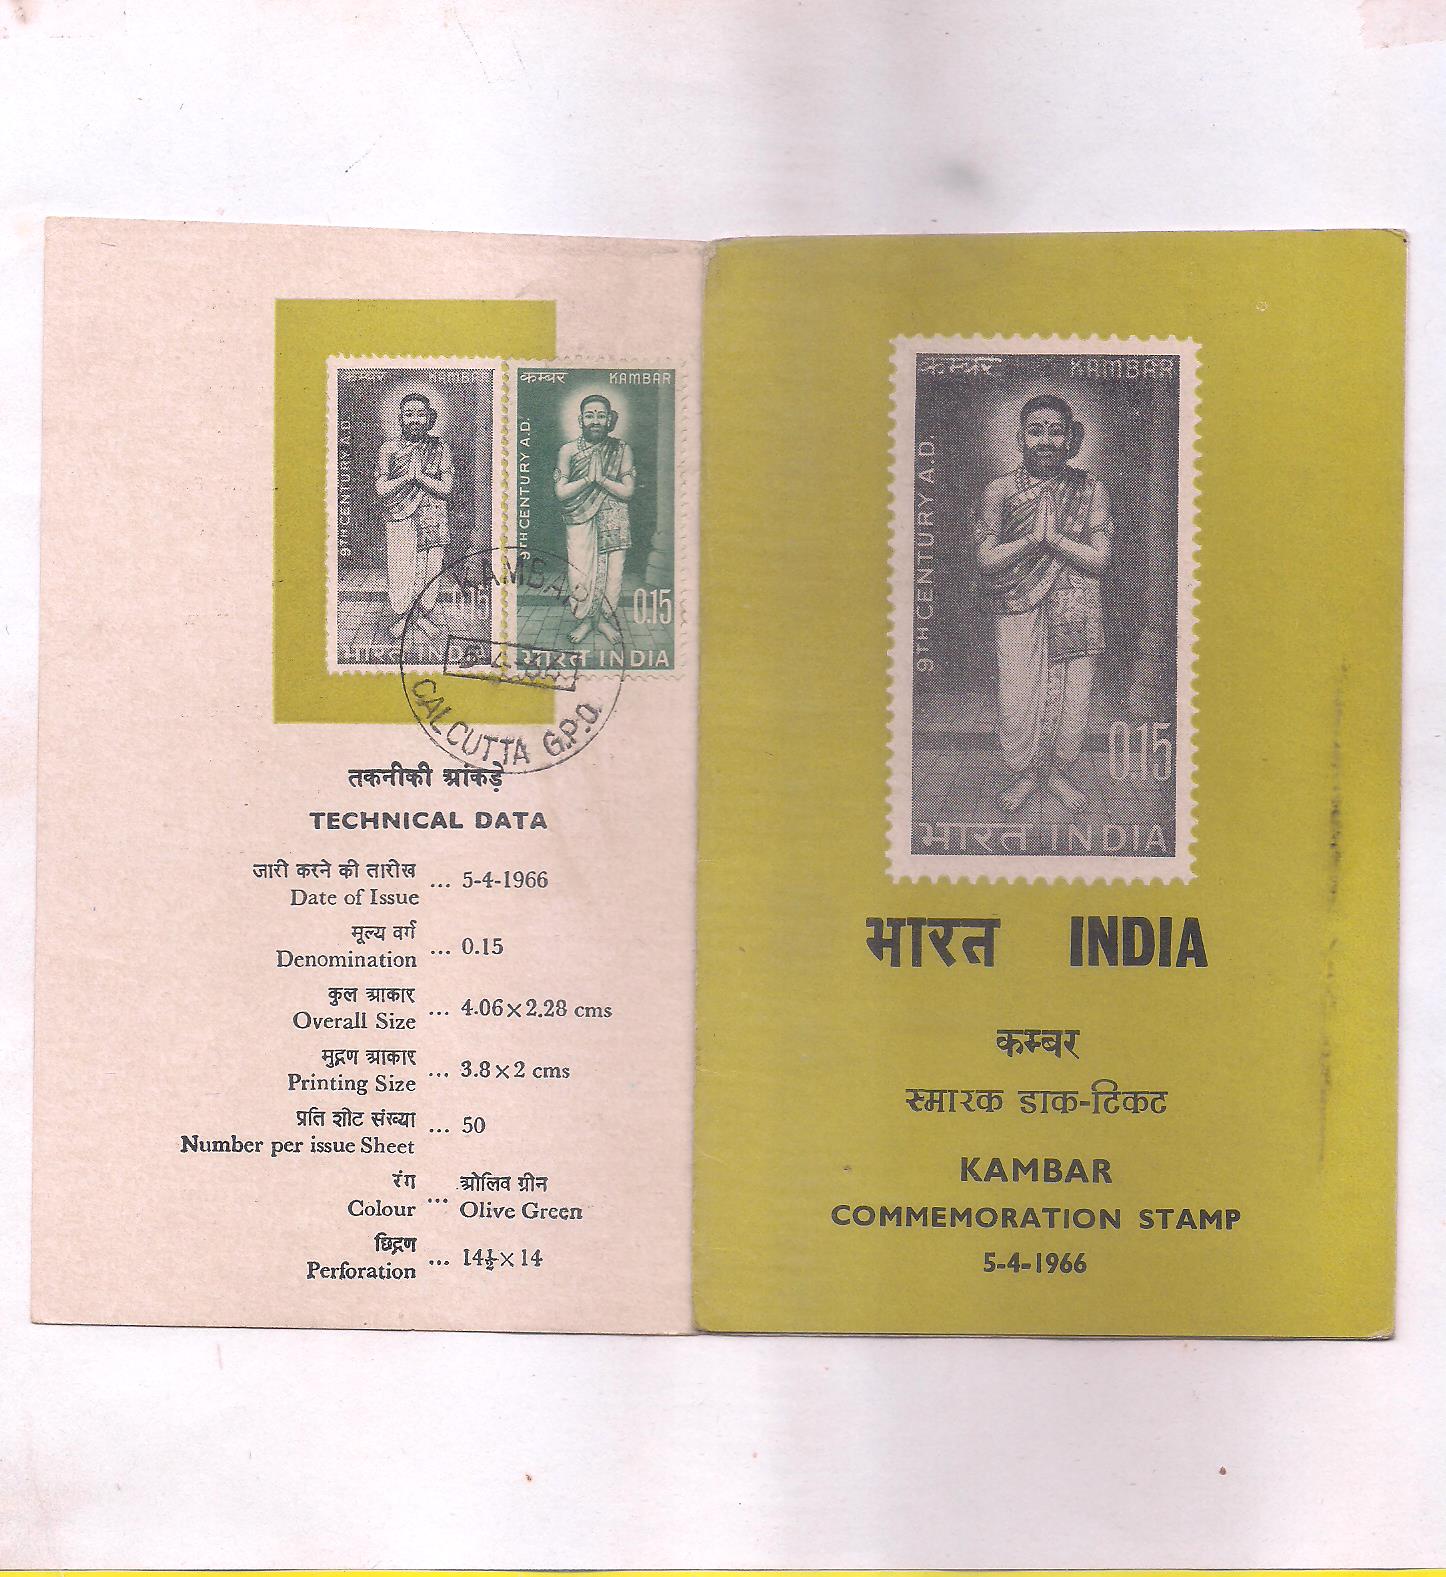 कम्बर KAMBAR
9TH CENTURY A.D.
0.15
भारत INDIA
कम्बर KAMBAR
9TH CENTURY A.D.
0.15
भारत INDIA
KAMBAR
CALCUTTA G.P.O.
तकनीकी आंकड़े
TECHNICAL DATA
जारी करने की तारीख
Date of Issue ... 5-4-1966
मूल्य वर्ग
Denomination ... 0.15
कुल आकार
Overall Size ... 4.06×2.28 cms
मुद्रण आकार
Printing Size ... 3.8×2 cms
प्रति शीट संख्या
Number per issue Sheet ... 50
रंग ओलिव ग्रीन
Colour ... Olive Green
छिद्रण
Perforation ... 14½×14
कम्बर KAMBAR
9TH CENTURY A.D.
0.15
भारत INDIA
भारत INDIA
कम्बर
स्मारक डाक-टिकट
KAMBAR
COMMEMORATION STAMP
5-4-1966